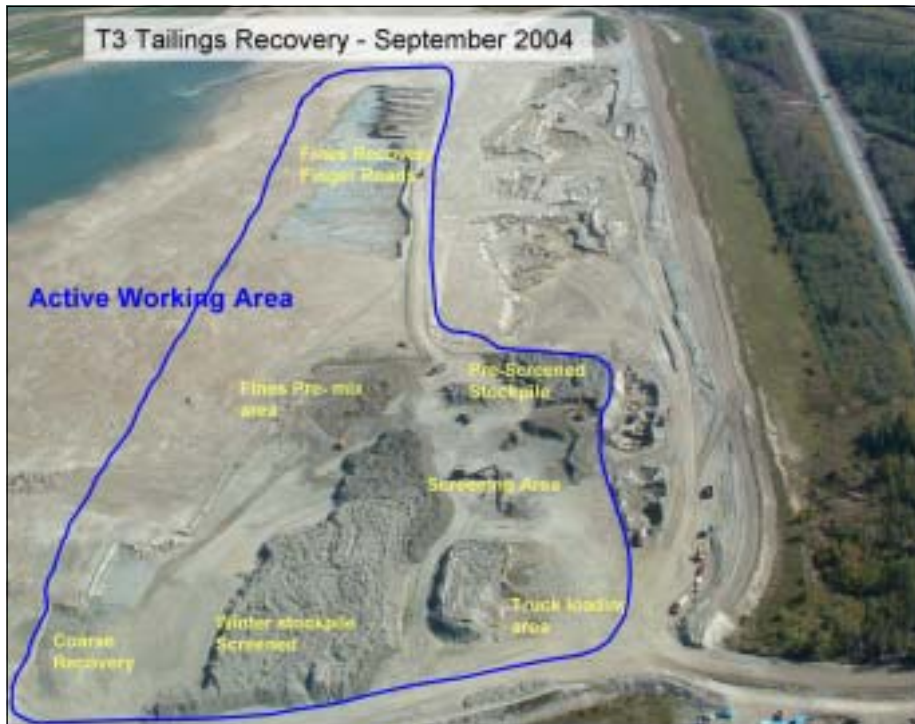 T3 Tailings Recovery - September 2004
Fines Recovery
Finger Roads
Active Working Area
Pre-Screened
Stockpile
Fines Pre- mix
area
Screening Area
Winter stockpile
Screened
Truck loading
area
Coarse
Recovery